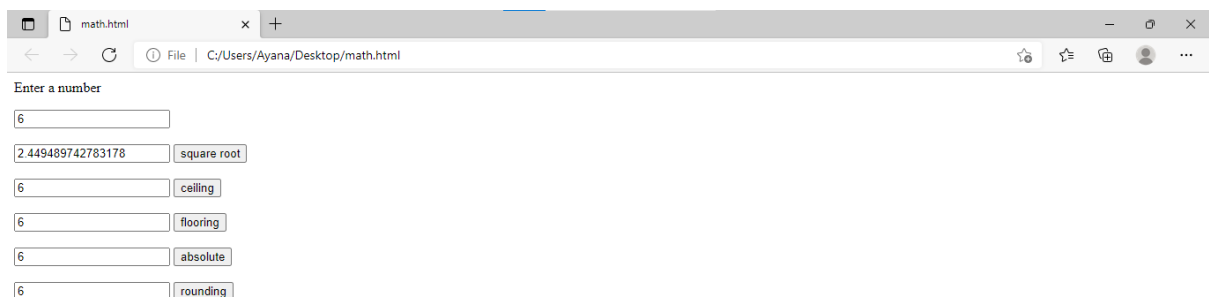 math.html
File | C:/Users/Ayana/Desktop/math.html
Enter a number
6
2.449489742783178 square root
6 ceiling
6 flooring
6 absolute
6 rounding